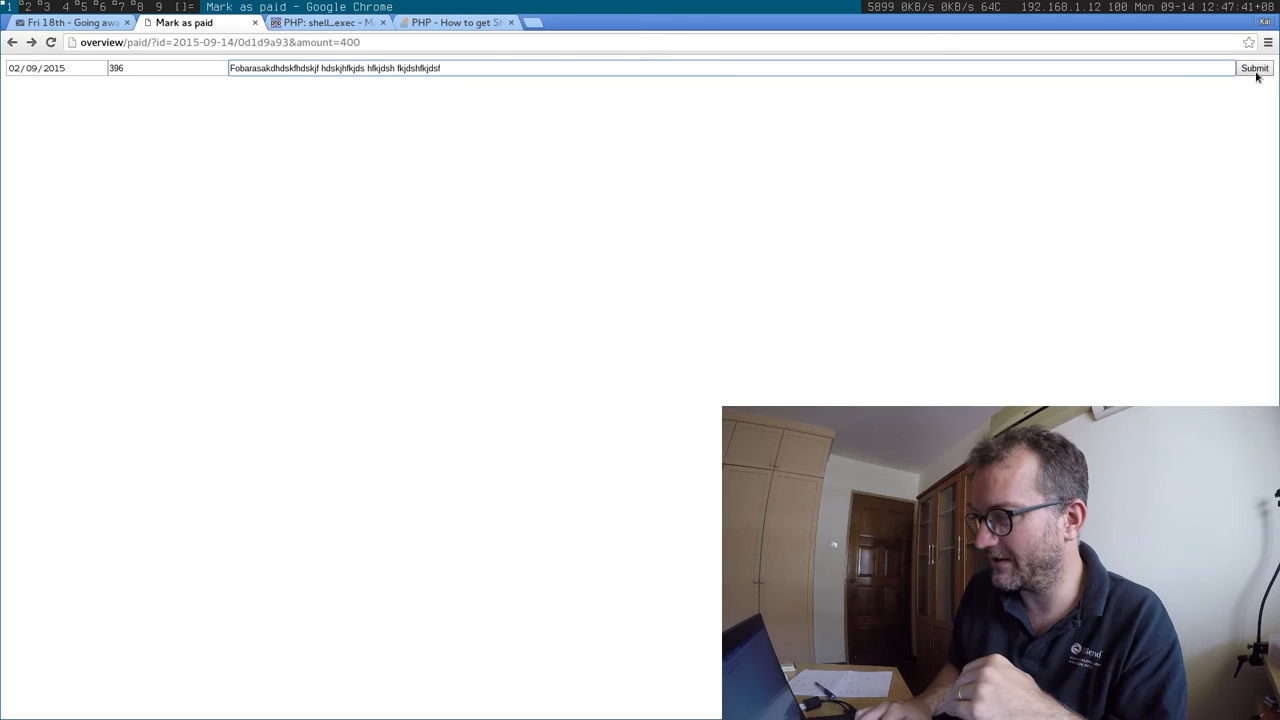 1 2 3 4 5 6 7 8 9 []= Mark as paid - Google Chrome 5899 0KB/s 0KB/s 64C 192.168.1.12 100 Mon 09-14 12:47:41+08
Fri 18th - Going awa × Mark as paid × PHP: shell_exec - M × PHP - How to get S × Kai
overview/paid/?id=2015-09-14/0d1d9a93&amount=400
02/09/2015 396 Fobarasakdhdskfhdskjf hdskjhfkjds hfkjdsh fkjdshfkjdsf Submit